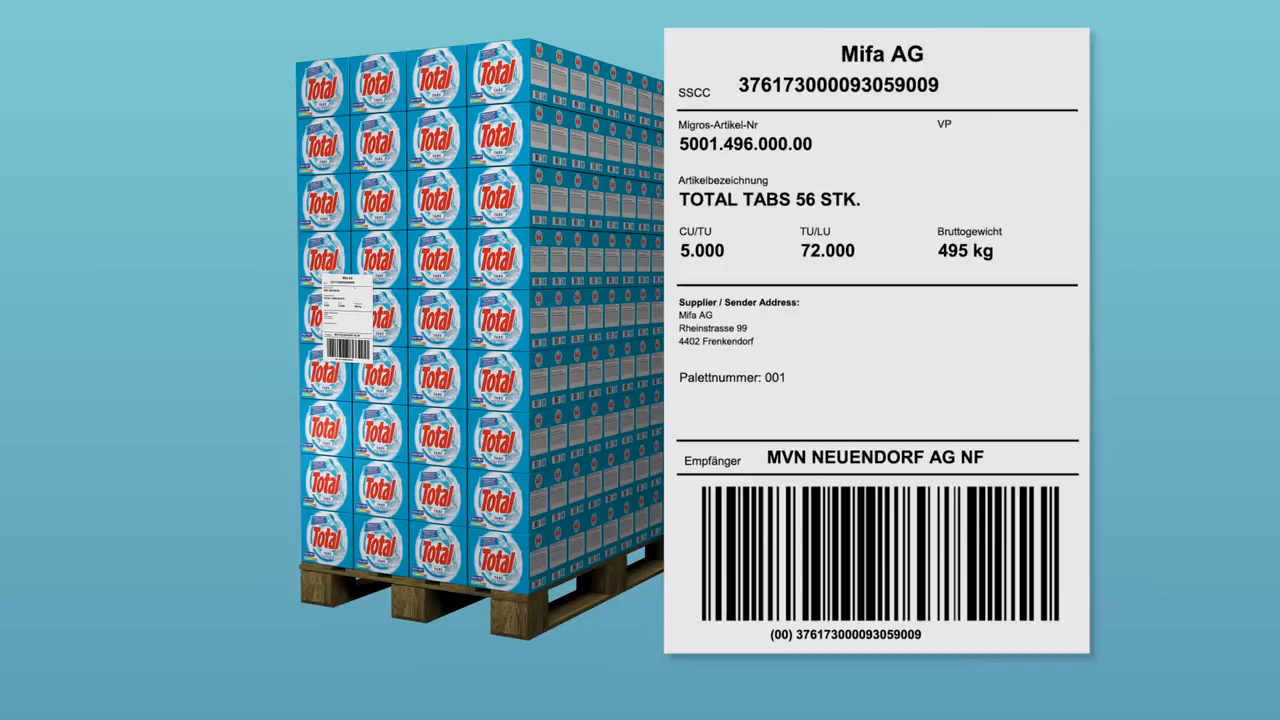 Total
TABS
Mifa AG
SSCC 376173000093059009
Migros-Artikel-Nr VP
5001.496.000.00
Artikelbezeichnung
TOTAL TABS 56 STK.
CU/TU TU/LU Bruttogewicht
5.000 72.000 495 kg
Supplier / Sender Address:
Mifa AG
Rheinstrasse 99
4402 Frenkendorf
Palettnummer: 001
Empfänger MVN NEUENDORF AG NF
(00) 376173000093059009